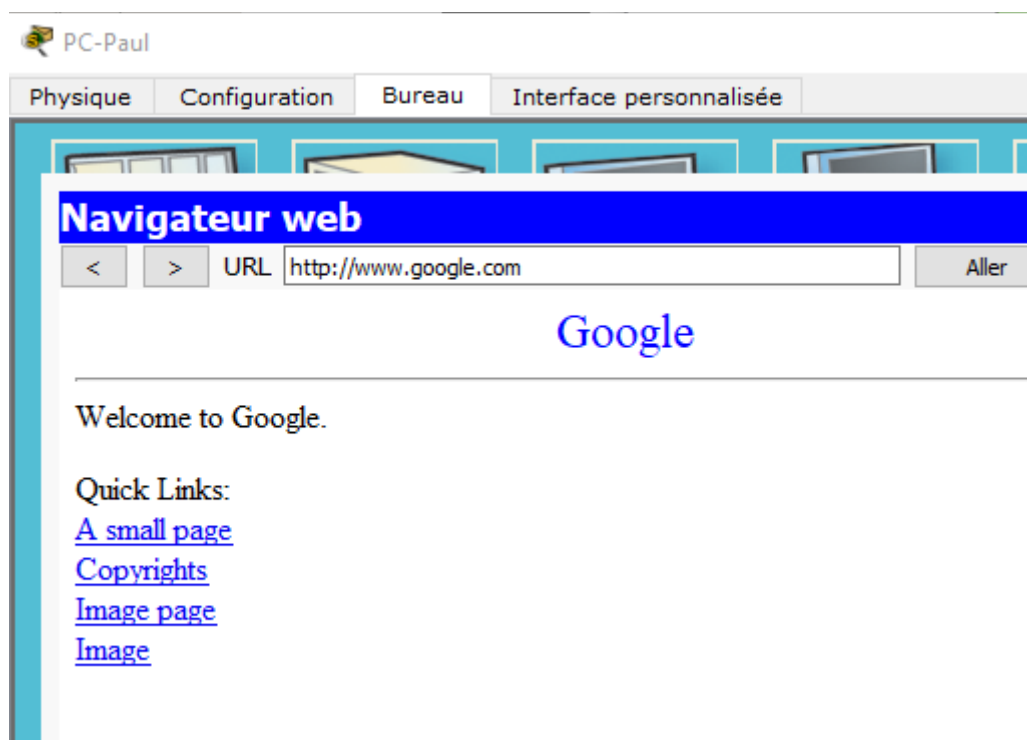 PC-Paul
Physique Configuration Bureau Interface personnalisée
Navigateur web
< > URL http://www.google.com Aller
Google
Welcome to Google.
Quick Links:
A small page
Copyrights
Image page
Image